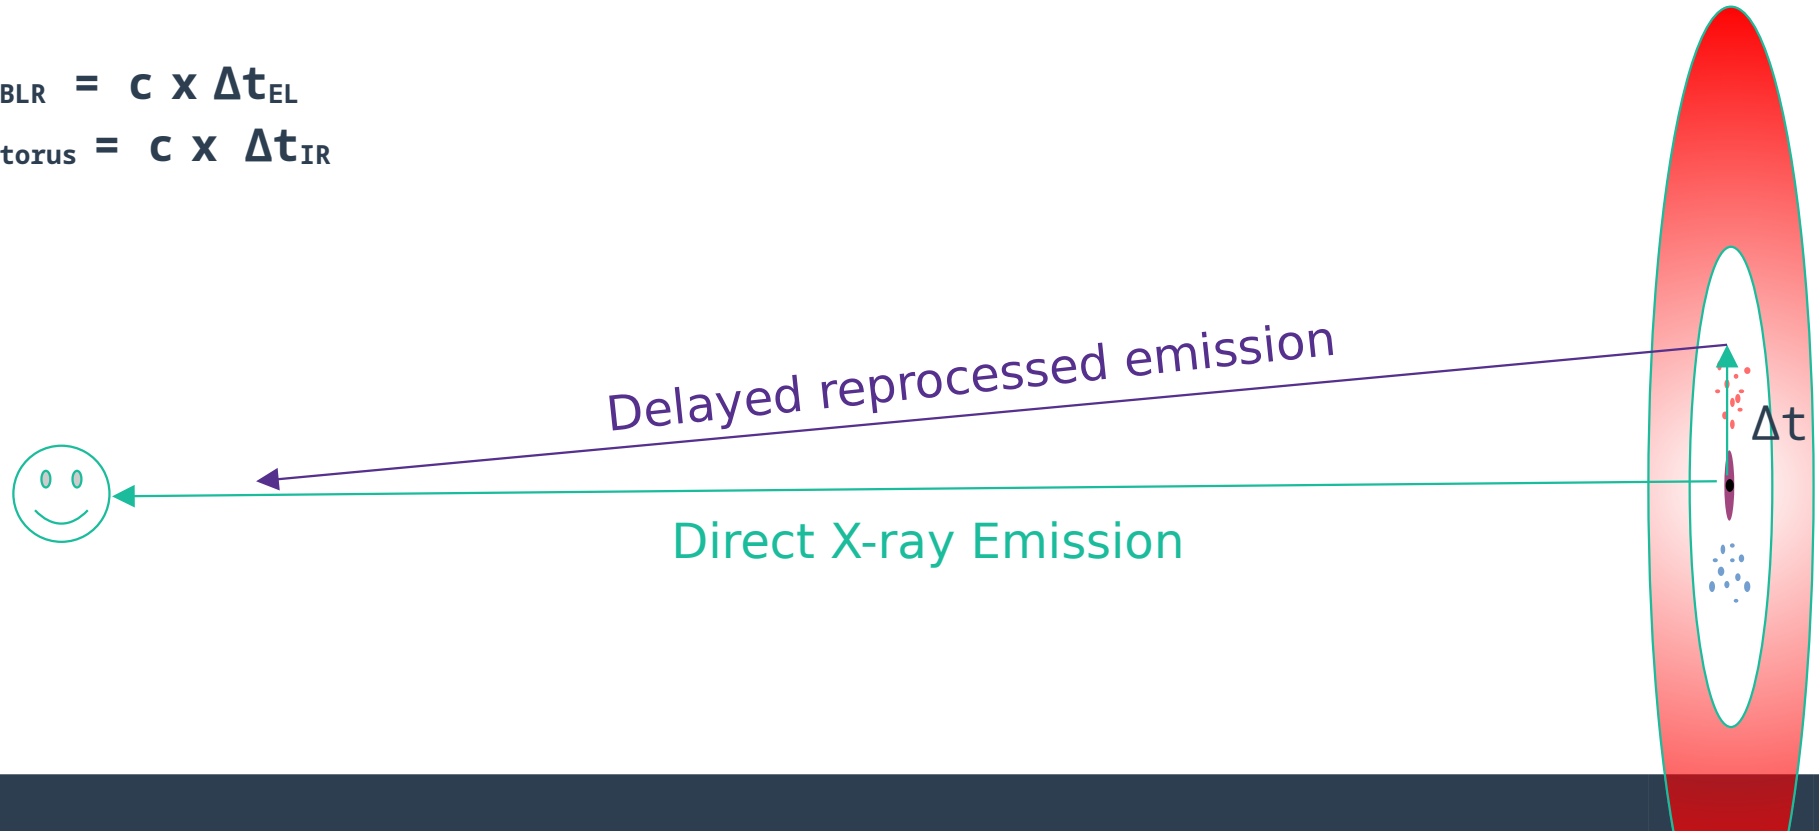 BLR = c x ΔtEL
torus = c x ΔtIR
Delayed reprocessed emission
Δt
Direct X-ray Emission